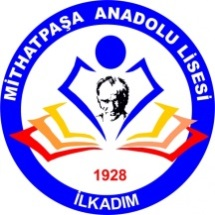 MİTHATPAŞA ANADOLU LİSESİ
1928
İLKADIM